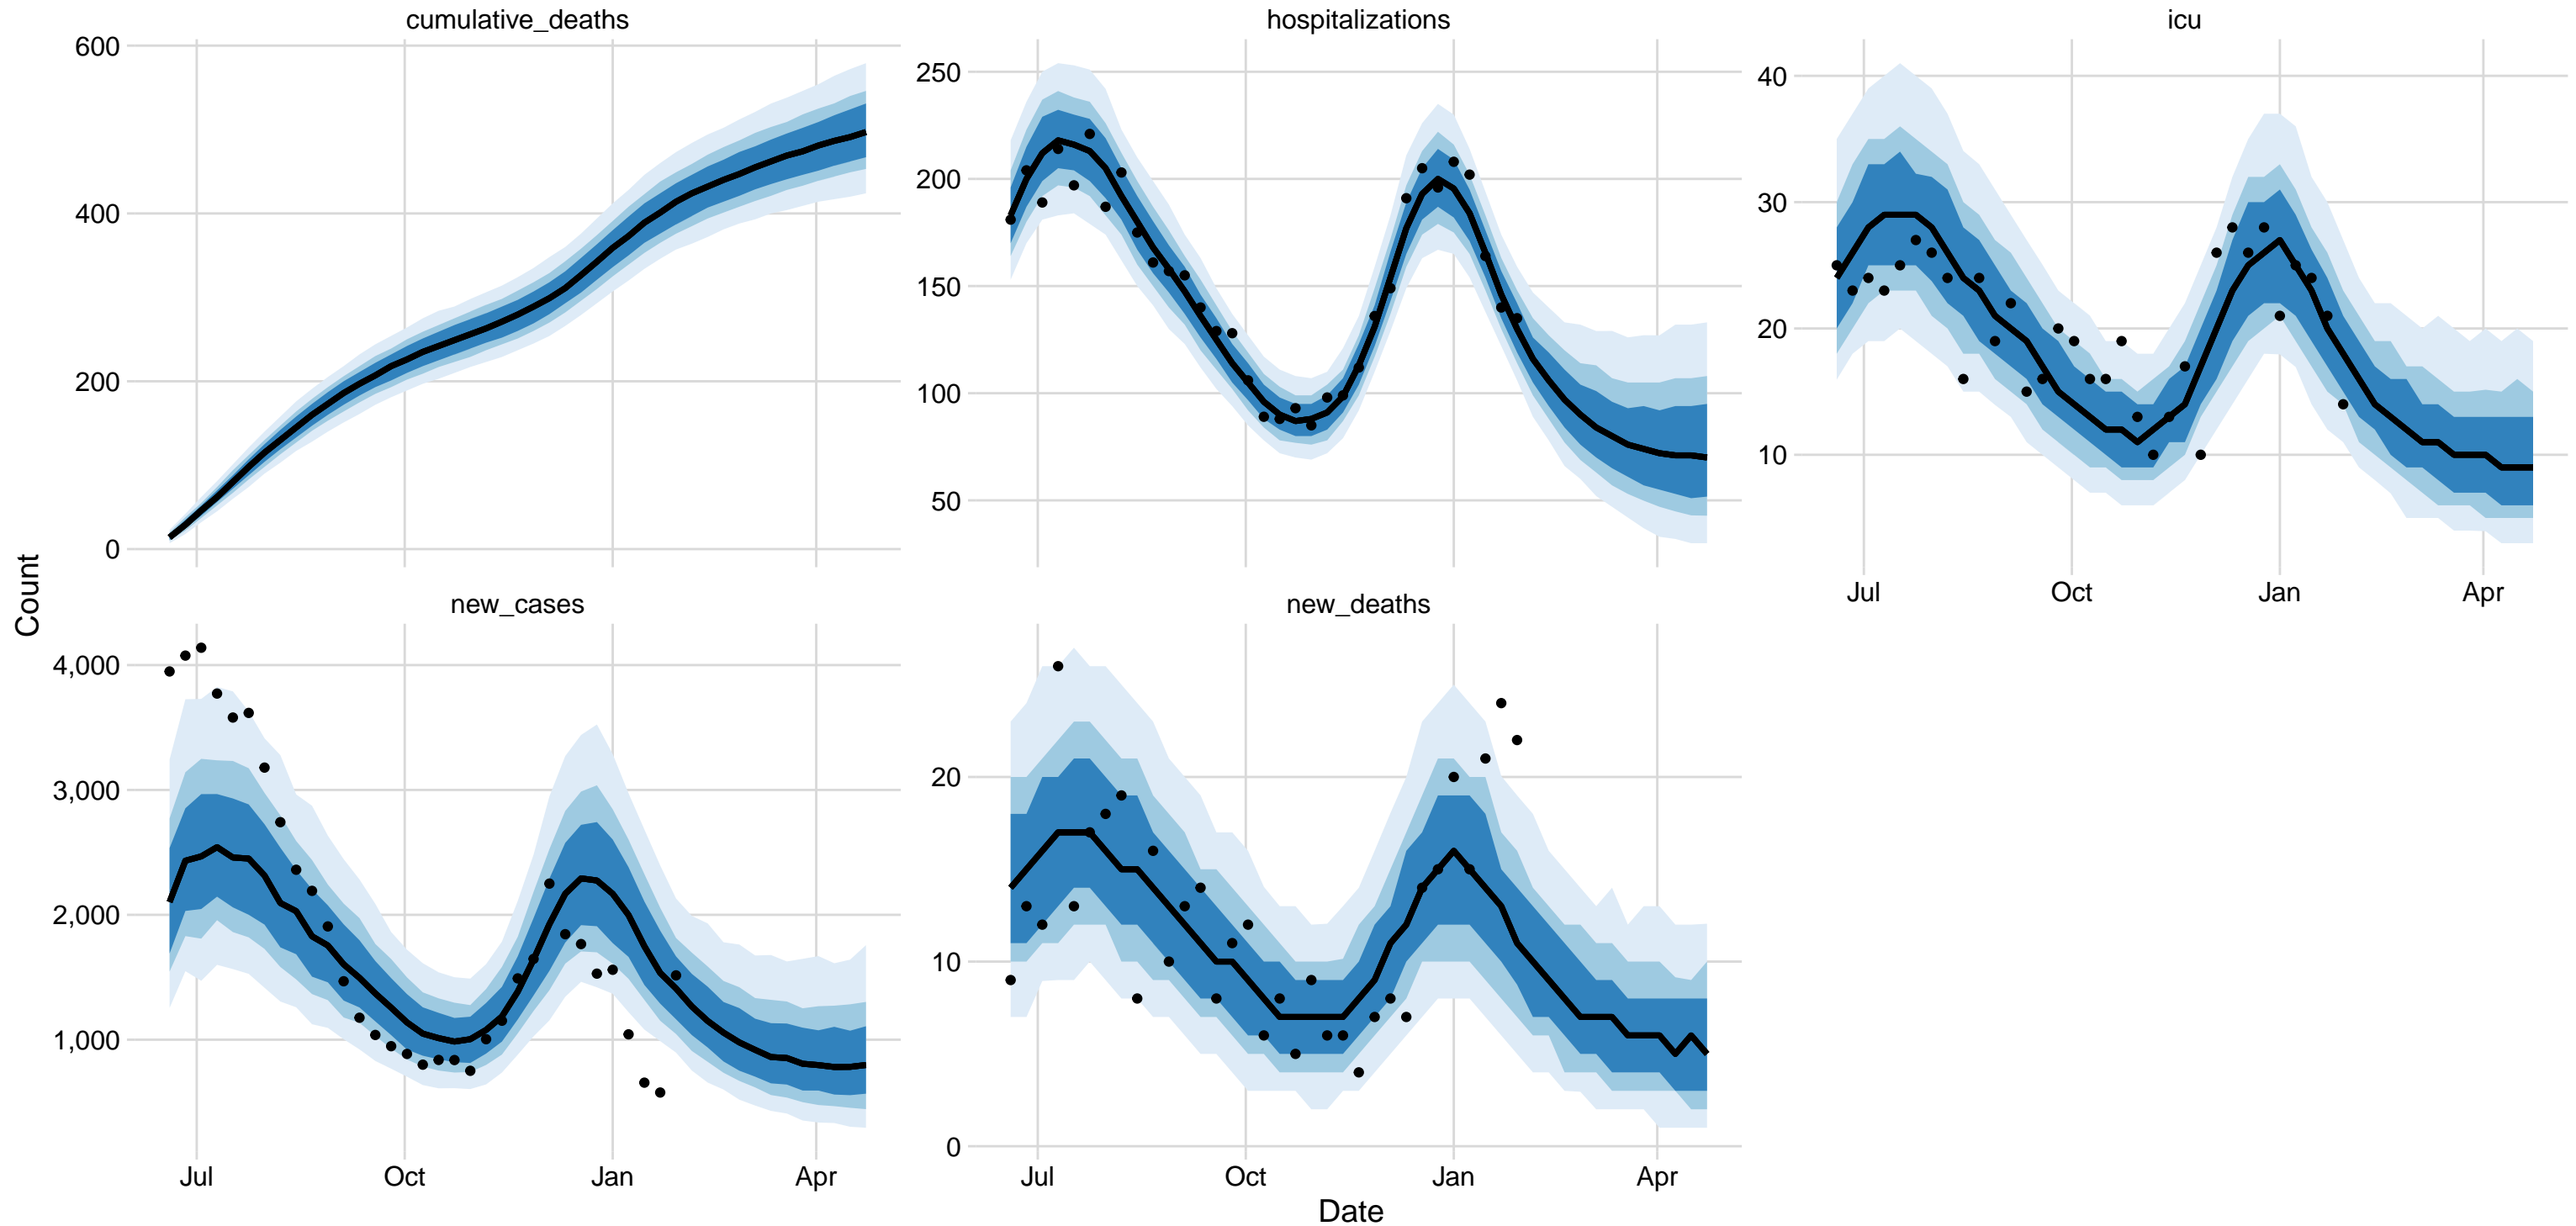 cumulative_deaths
600
400
200
0
hospitalizations
250
200
150
100
50
icu
40
30
20
10
Jul Oct Jan Apr
Count
new_cases
4,000
3,000
2,000
1,000
Jul Oct Jan Apr
new_deaths
20
10
0
Jul Oct Jan Apr
Date